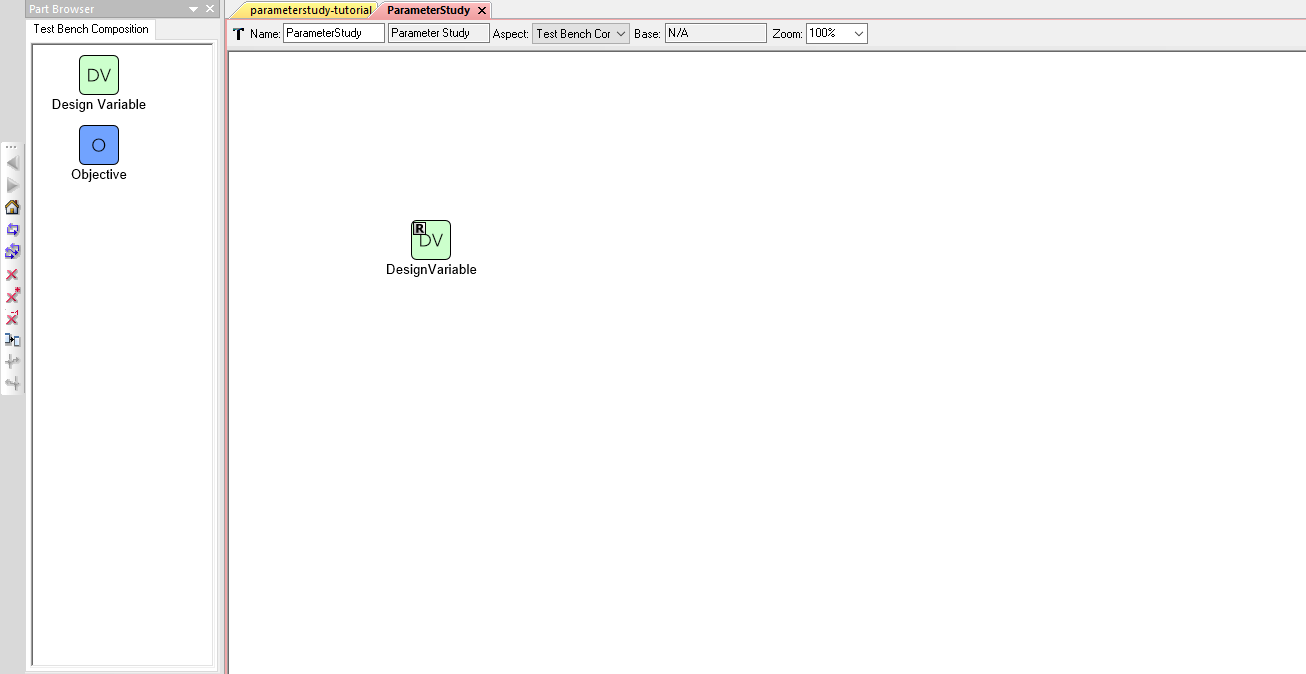 Part Browser
Test Bench Composition
DV
Design Variable
O
Objective
parameterstudy-tutorial
ParameterStudy
T Name: ParameterStudy Parameter Study Aspect: Test Bench Cor Base: N/A Zoom: 100%
R
DV
DesignVariable